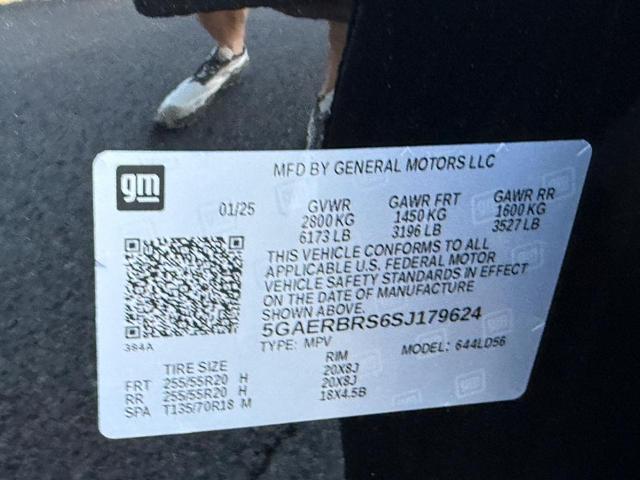 gm
MFD BY GENERAL MOTORS LLC
01/25 GVWR GAWR FRT GAWR RR
2800 KG 1450 KG 1600 KG
6173 LB 3196 LB 3527 LB
THIS VEHICLE CONFORMS TO ALL
APPLICABLE U.S. FEDERAL MOTOR
VEHICLE SAFETY STANDARDS IN EFFECT
ON THE DATE OF MANUFACTURE
SHOWN ABOVE.
5GAERBRS6SJ179624
384A
TYPE: MPV MODEL: 644LD56
TIRE SIZE RIM
FRT 255/55R20 H 20X8J
RR 255/55R20 H 20X8J
SPA T135/70R18 M 18X4.5B